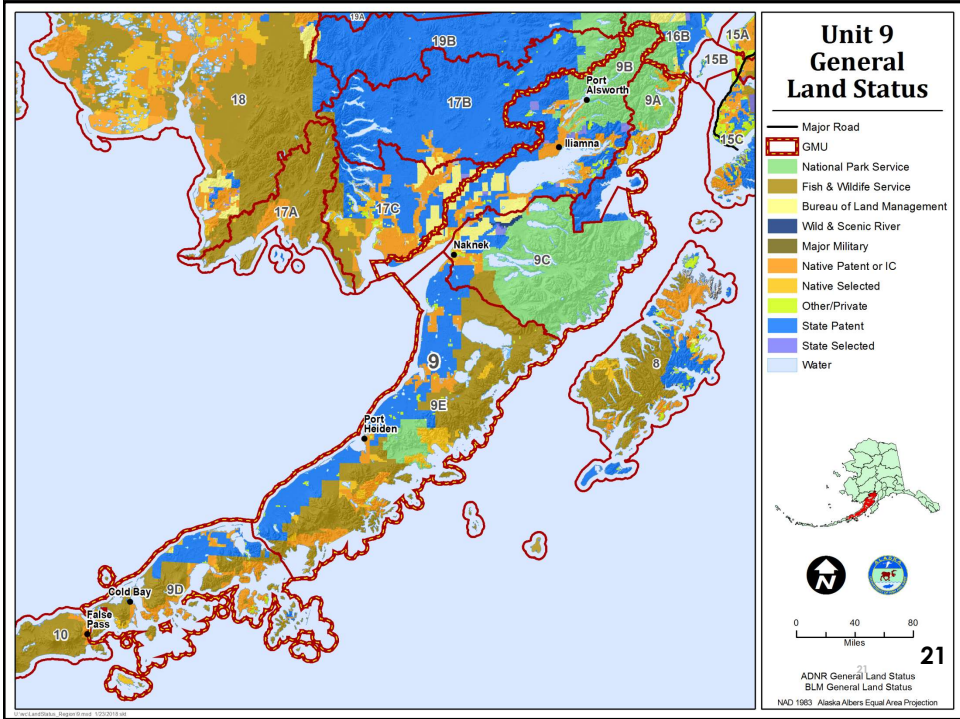 Unit 9
General
Land Status
Major Road
GMU
National Park Service
Fish & Wildlife Service
Bureau of Land Management
Wild & Scenic River
Major Military
Native Patent or IC
Native Selected
Other/Private
State Patent
State Selected
Water
N
ALASKA
0 40 80
Miles
21
21
ADNR General Land Status
BLM General Land Status
NAD 1983 Alaska Albers Equal Area Projection
19A
19B
16B
15A
15B
9B
Port
Alsworth
18
17B
9A
15C
Iliamna
17A
17C
Naknek
9C
9
8
9E
Port
Heiden
Cold Bay
9D
False
Pass
10